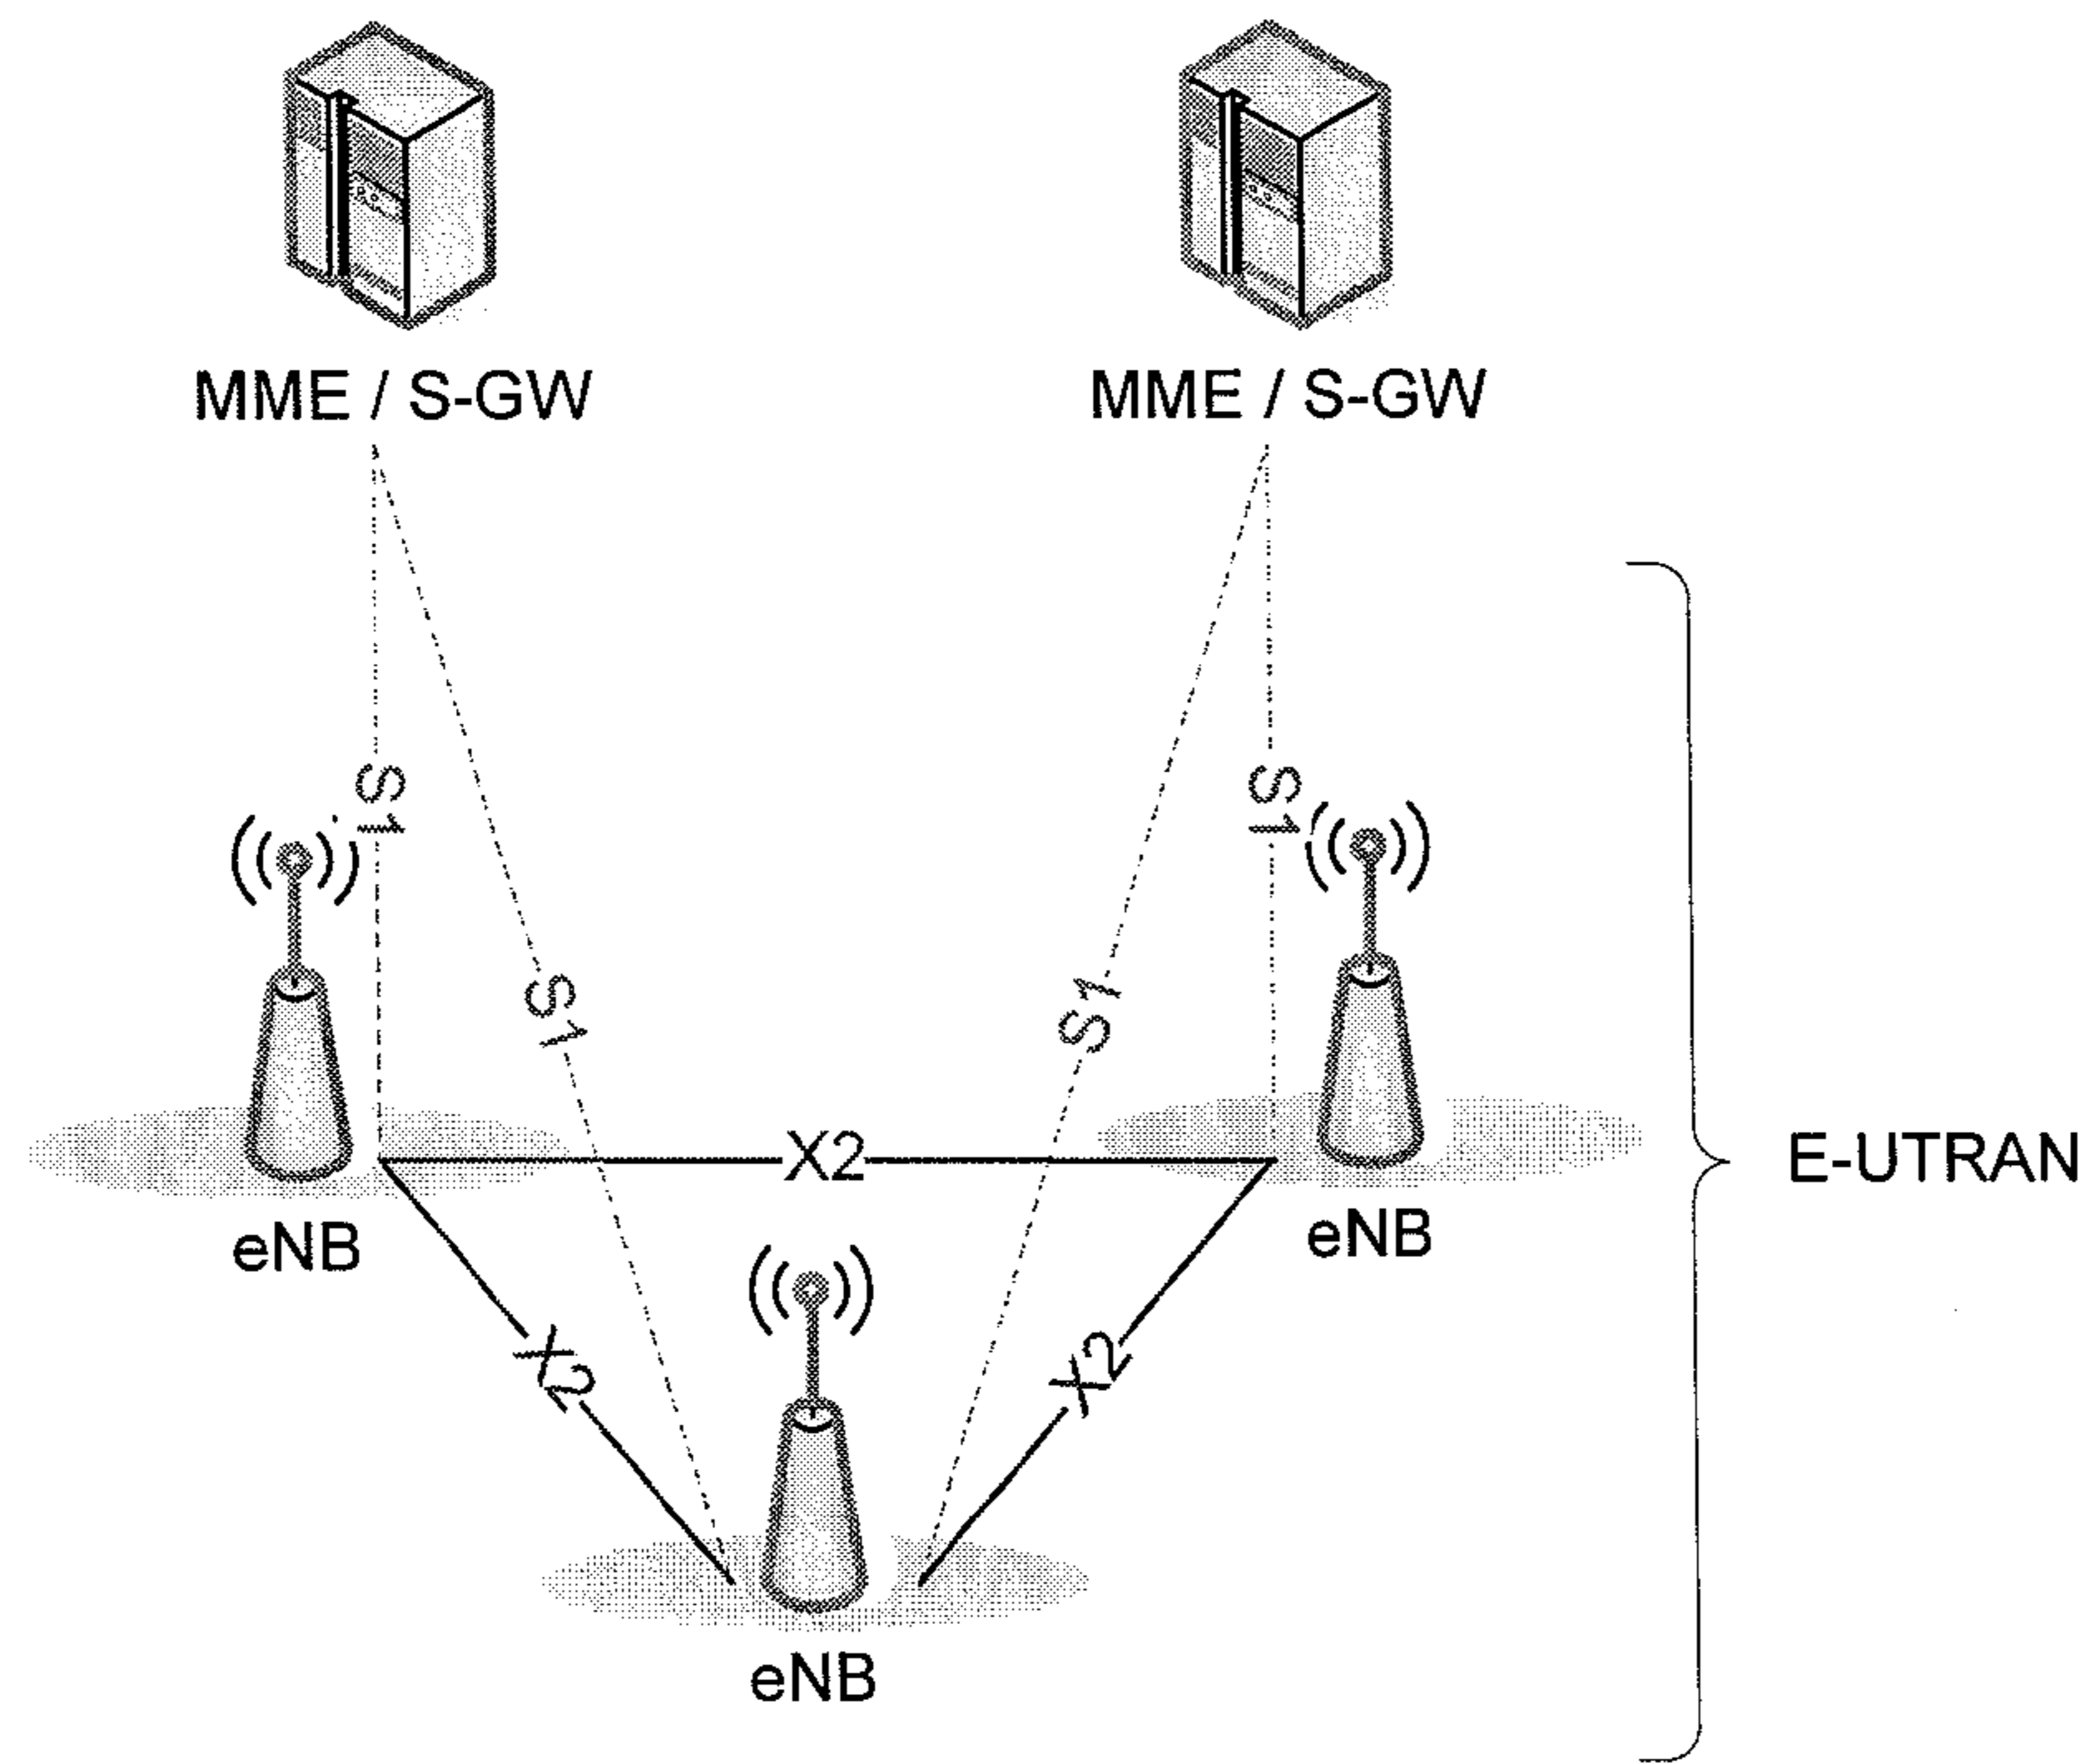 MME / S-GW
MME / S-GW
S1
S1
S1
S1
X2
E-UTRAN
eNB
eNB
X2
X2
eNB